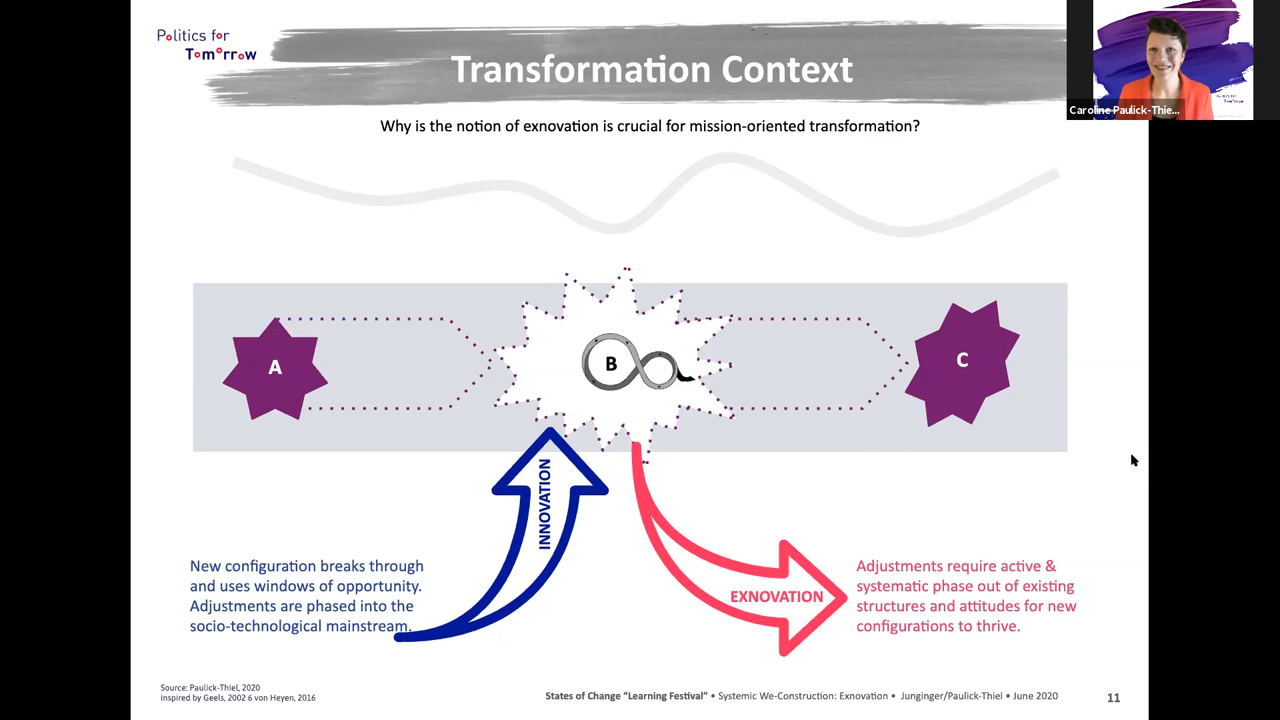 Politics for
Tomorrow
Transformation Context
Caroline Paulick-Thie...
Why is the notion of exnovation is crucial for mission-oriented transformation?
A
B
C
INNOVATION
New configuration breaks through
and uses windows of opportunity.
Adjustments are phased into the
socio-technological mainstream.
EXNOVATION
Adjustments require active &
systematic phase out of existing
structures and attitudes for new
configurations to thrive.
Source: Paulick-Thiel, 2020
inspired by Geels, 2002 6 von Heyen, 2016
States of Change “Learning Festival” • Systemic We-Construction: Exnovation • Junginger/Paulick-Thiel • June 2020
11